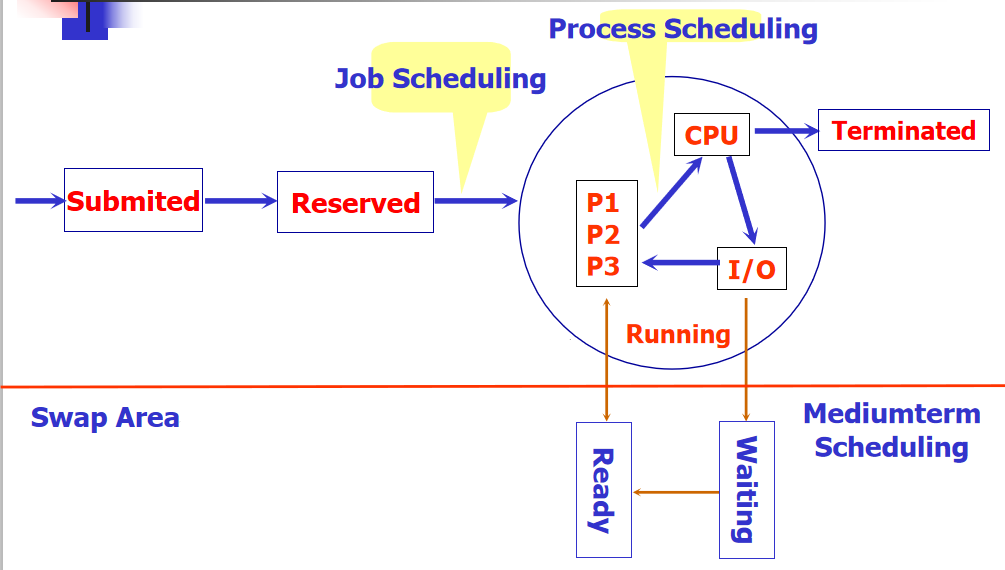 Process Scheduling
Job Scheduling
CPU
Terminated
Submited
Reserved
P1
P2
P3
I/O
Running
Swap Area
Mediumterm
Scheduling
Ready
Waiting